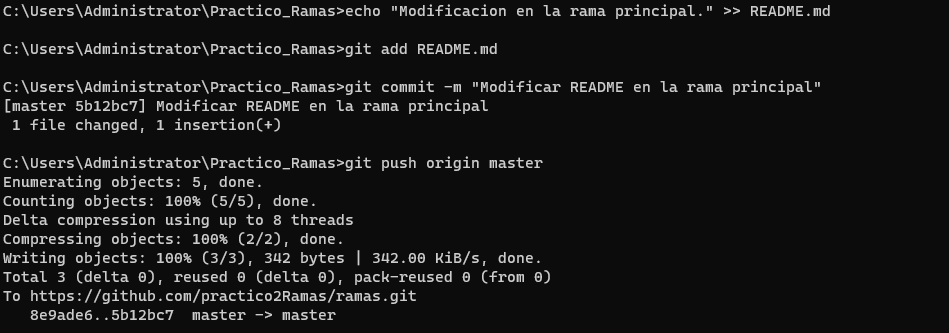 C:\Users\Administrator\Practico_Ramas>echo "Modificacion en la rama principal." >> README.md
C:\Users\Administrator\Practico_Ramas>git add README.md
C:\Users\Administrator\Practico_Ramas>git commit -m "Modificar README en la rama principal"
[master 5b12bc7] Modificar README en la rama principal
 1 file changed, 1 insertion(+)
C:\Users\Administrator\Practico_Ramas>git push origin master
Enumerating objects: 5, done.
Counting objects: 100% (5/5), done.
Delta compression using up to 8 threads
Compressing objects: 100% (2/2), done.
Writing objects: 100% (3/3), 342 bytes | 342.00 KiB/s, done.
Total 3 (delta 0), reused 0 (delta 0), pack-reused 0 (from 0)
To https://github.com/practico2Ramas/ramas.git
   8e9ade6..5b12bc7  master -> master